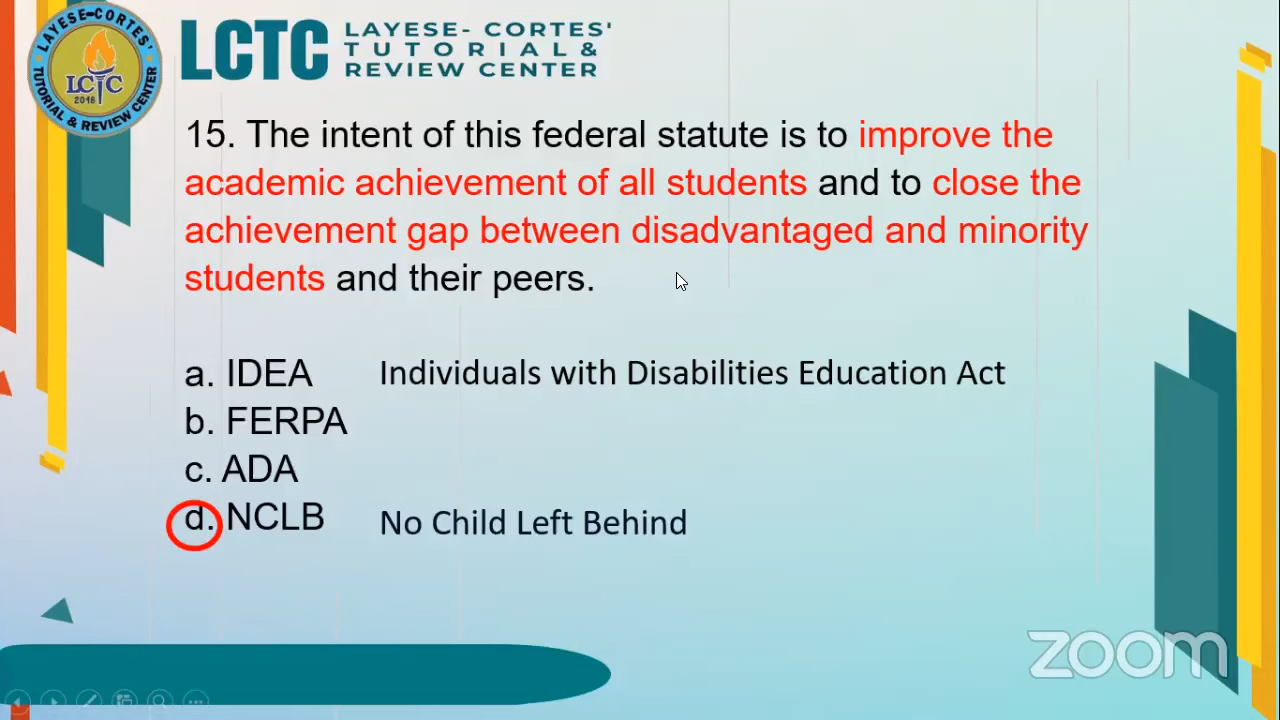 LAYESE-CORTES'
TUTORIAL & REVIEW CENTER
LCTC
2018
LCTC
LAYESE- CORTES'
TUTORIAL &
REVIEW CENTER
15. The intent of this federal statute is to improve the
academic achievement of all students and to close the
achievement gap between disadvantaged and minority
students and their peers.
a. IDEA Individuals with Disabilities Education Act
b. FERPA
c. ADA
d. NCLB No Child Left Behind
zoom